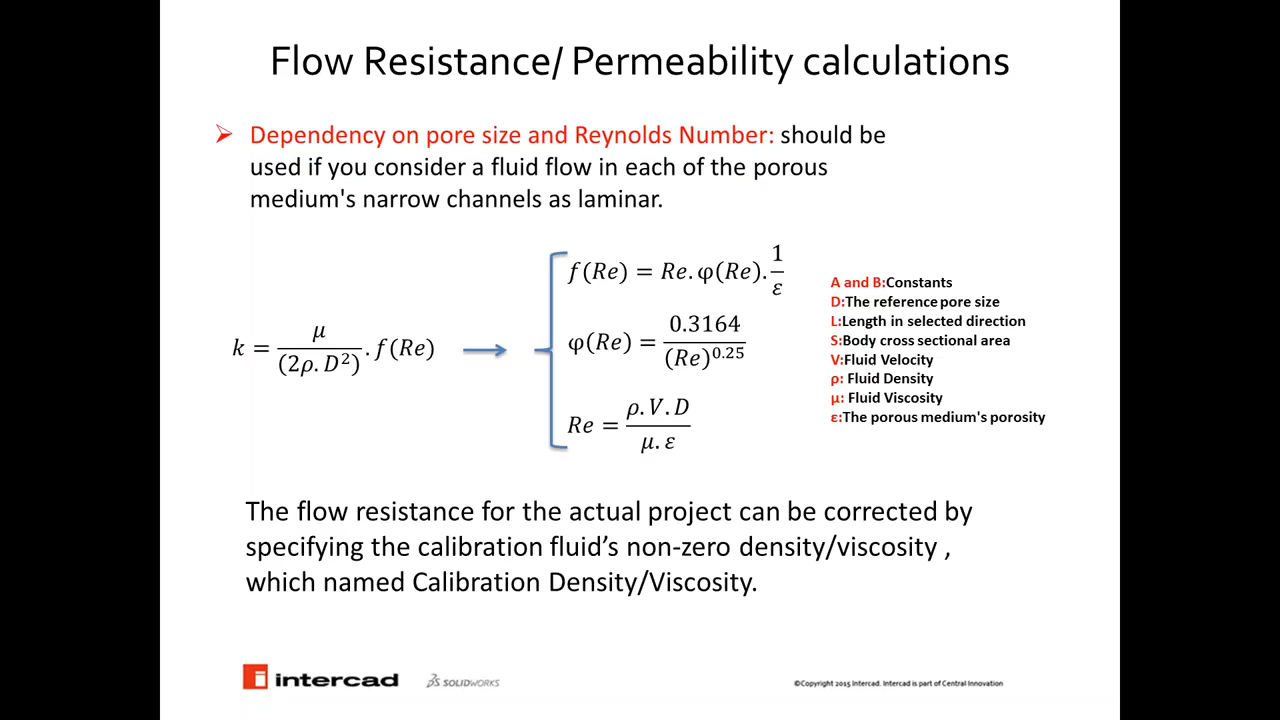 Flow Resistance/ Permeability calculations
➢ Dependency on pore size and Reynolds Number: should be
used if you consider a fluid flow in each of the porous
medium's narrow channels as laminar.
k = μ / (2ρ. D²) . f(Re)
f(Re) = Re. φ(Re). 1/ε
φ(Re) = 0.3164 / (Re)^0.25
Re = ρ. V. D / μ. ε
A and B:Constants
D:The reference pore size
L:Length in selected direction
S:Body cross sectional area
V:Fluid Velocity
ρ: Fluid Density
μ: Fluid Viscosity
ε:The porous medium's porosity
The flow resistance for the actual project can be corrected by
specifying the calibration fluid’s non-zero density/viscosity ,
which named Calibration Density/Viscosity.
intercad
SOLIDWORKS
©Copyright 2015 Intercad. Intercad is part of Central Innovation